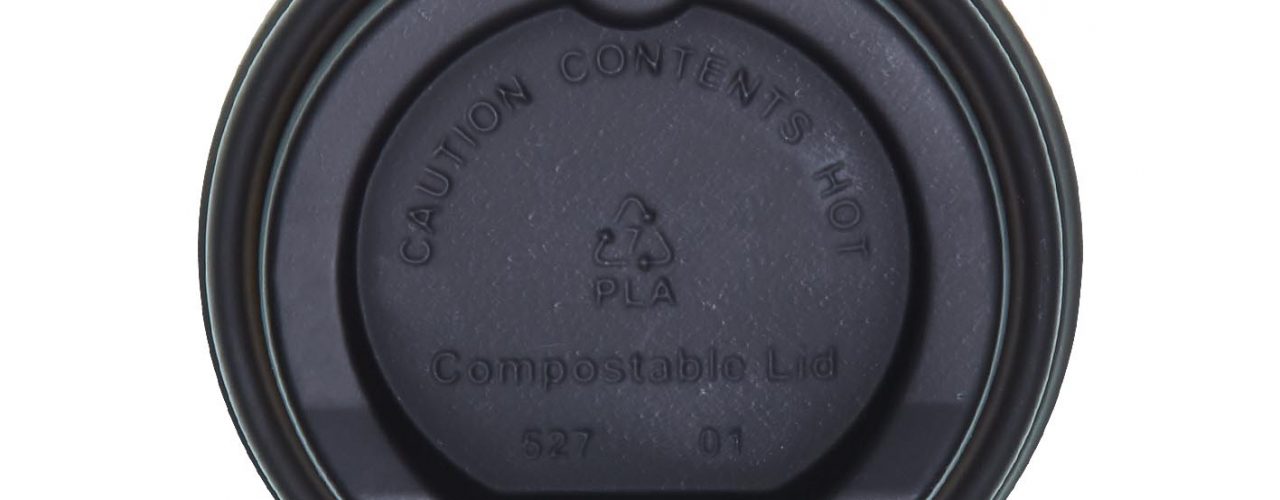 CAUTION CONTENTS HOT
7
PLA
Compostable Lid
527 01